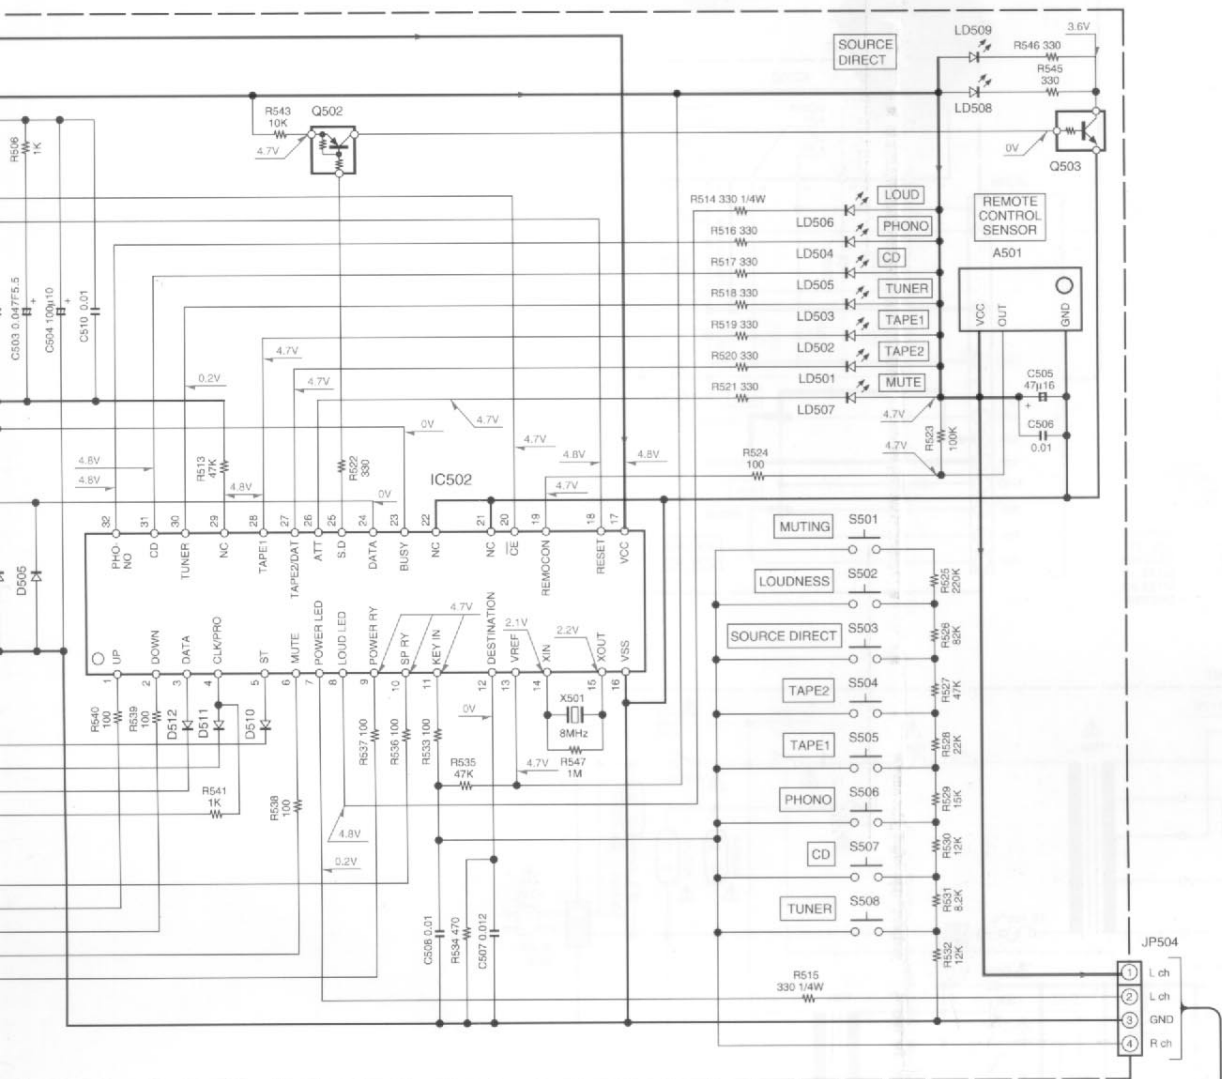 LD509
3.6V
SOURCE
DIRECT
R546 330
R545
330
LD508
R543
10K
Q502
4.7V
0V
Q503
R506
1K
R514 330 1/4W
LOUD
LD506
REMOTE
CONTROL
SENSOR
R516 330
PHONO
LD504
A501
R517 330
CD
LD505
R518 330
TUNER
LD503
VCC
OUT
GND
R519 330
TAPE1
LD502
C503 0.047F5.5
+
C504 100µ10
+
C510 0.01
R520 330
TAPE2
LD501
4.7V
0.2V
4.7V
R521 330
MUTE
LD507
C505
47µ16
+
4.7V
4.7V
0V
C506
0.01
R523
100K
4.7V
4.7V
4.8V
4.8V
R513
47K
R522
330
4.8V
4.8V
R524
100
4.8V
4.8V
IC502
4.7V
0V
32
31
30
29
28
27
26
25
24
23
22
21
20
19
18
17
PHO
NO
CD
TUNER
NC
TAPE1
TAPE2/DAT
ATT
S.D
DATA
BUSY
NC
NC
CE
REMOCON
RESET
VCC
MUTING
S501
D505
LOUDNESS
S502
R525
220K
4.7V
2.1V
2.2V
SOURCE DIRECT
S503
R526
82K
UP
DOWN
DATA
CLK/PRO
ST
MUTE
POWER LED
LOUD LED
POWER RY
SP RY
KEY IN
DESTINATION
VREF
XIN
XOUT
VSS
1
2
3
4
5
6
7
8
9
10
11
12
13
14
15
16
TAPE2
S504
R527
47K
R540
100
R539
100
D512
D511
D510
R537 100
R536 100
R533 100
0V
X501
8MHz
TAPE1
S505
R528
22K
4.7V
R547
1M
R535
47K
R541
1K
R538
100
PHONO
S506
R529
15K
4.8V
CD
S507
R530
12K
0.2V
TUNER
S508
R531
8.2K
C508 0.01
R534 470
C507 0.012
R532
12K
JP504
R515
330 1/4W
1 L ch
2 L ch
3 GND
4 R ch